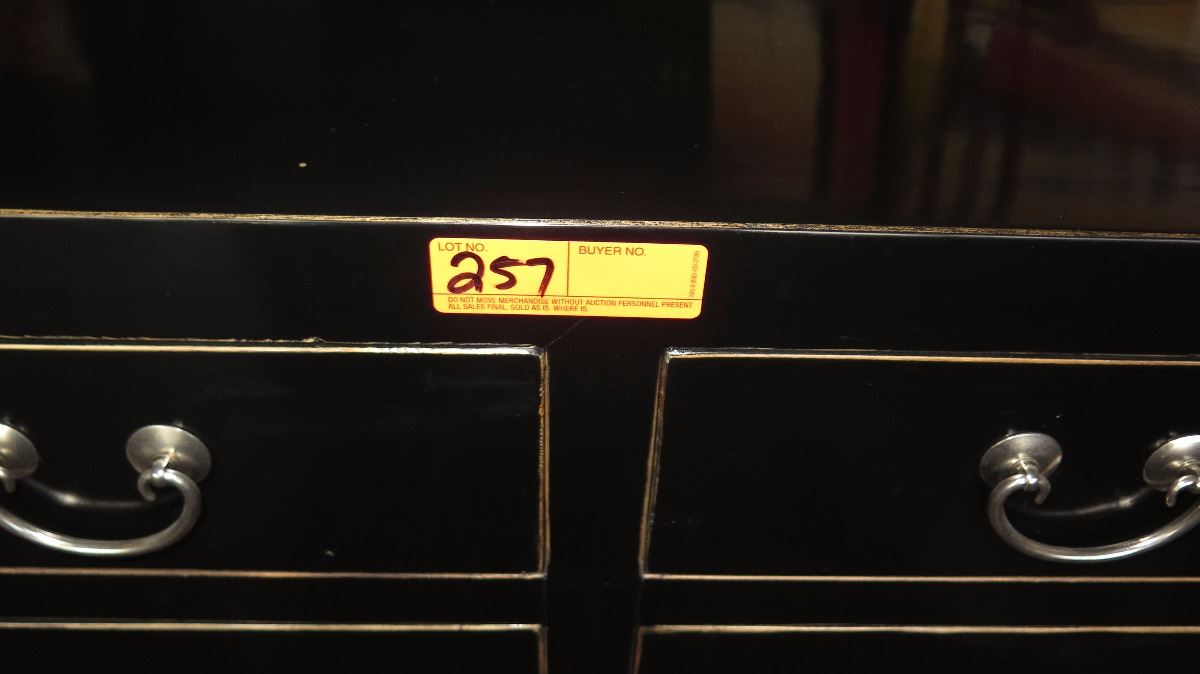 LOT NO.
257
BUYER NO.
DO NOT MOVE MERCHANDISE WITHOUT AUCTION PERSONNEL PRESENT
ALL SALES FINAL. SOLD AS IS. WHERE IS.